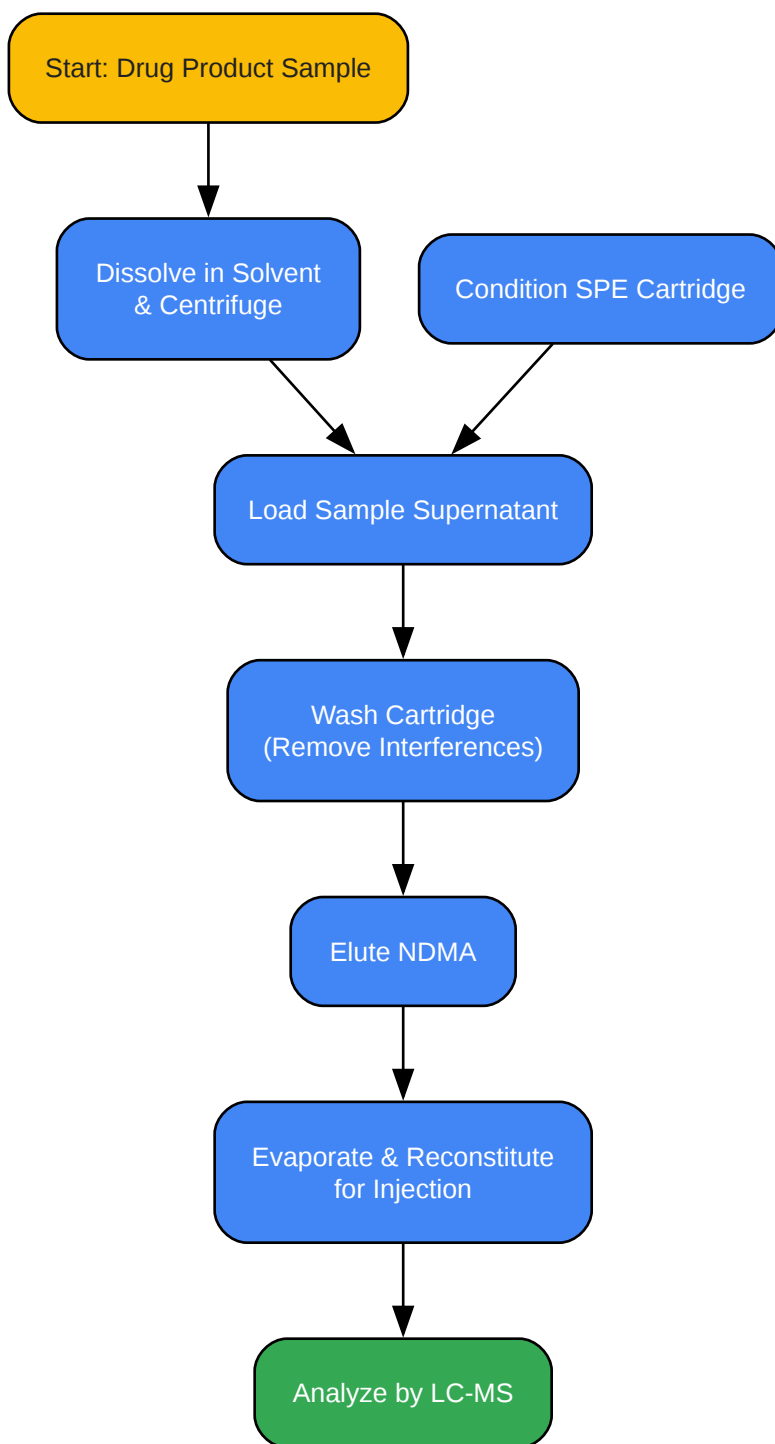 Start: Drug Product Sample
Dissolve in Solvent
& Centrifuge
Condition SPE Cartridge
Load Sample Supernatant
Wash Cartridge
(Remove Interferences)
Elute NDMA
Evaporate & Reconstitute
for Injection
Analyze by LC-MS